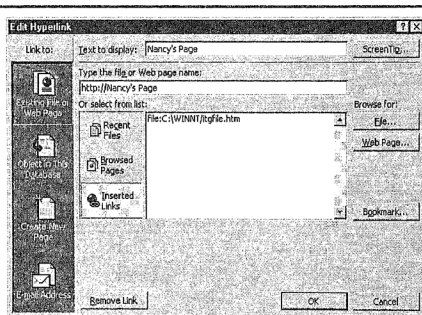 Edit Hyperlink
Link to:
Text to display:
Nancy's Page
ScreenTip...
Type the file or Web page name:
http://Nancy's Page
Existing File or
Web Page
Or select from list:
Browse for:
Recent
Files
File:C:\WINNT/itgfile.htm
File...
Object in This
Database
Browsed
Pages
Web Page...
Inserted
Links
Create New
Page
Bookmark...
E-mail Address
Remove Link
OK
Cancel